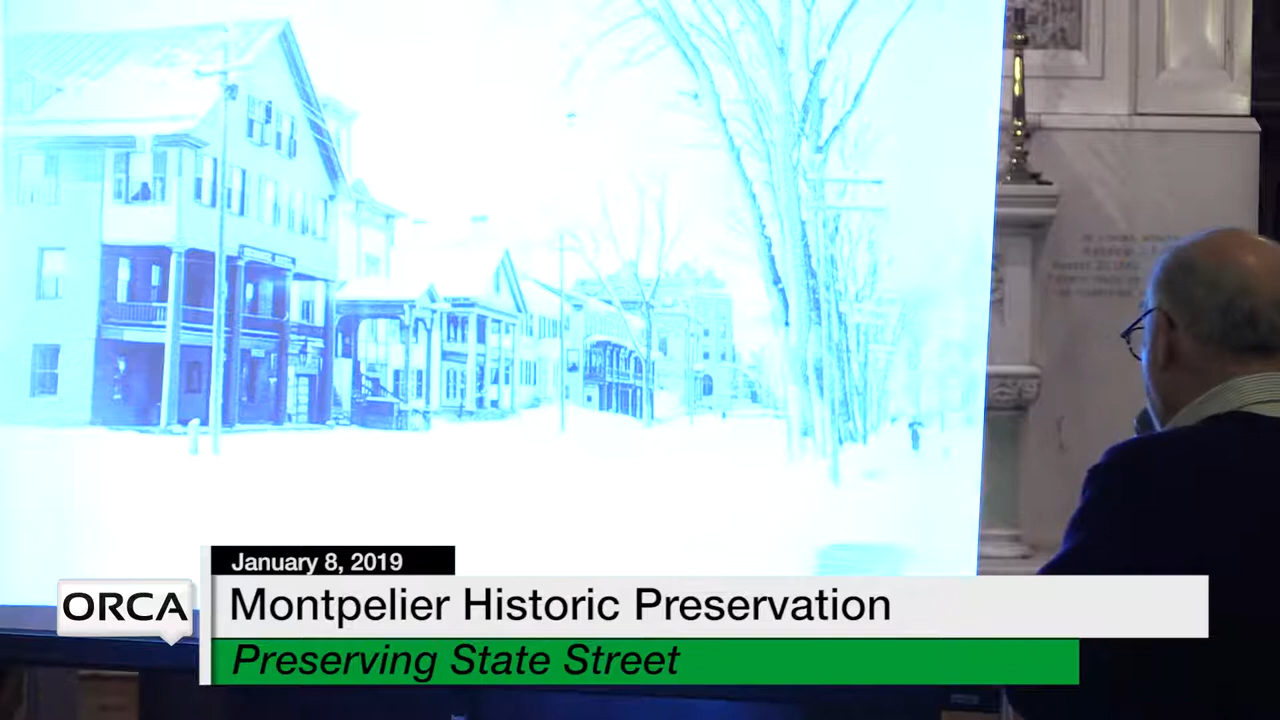 January 8, 2019
Montpelier Historic Preservation
ORCA
Preserving State Street